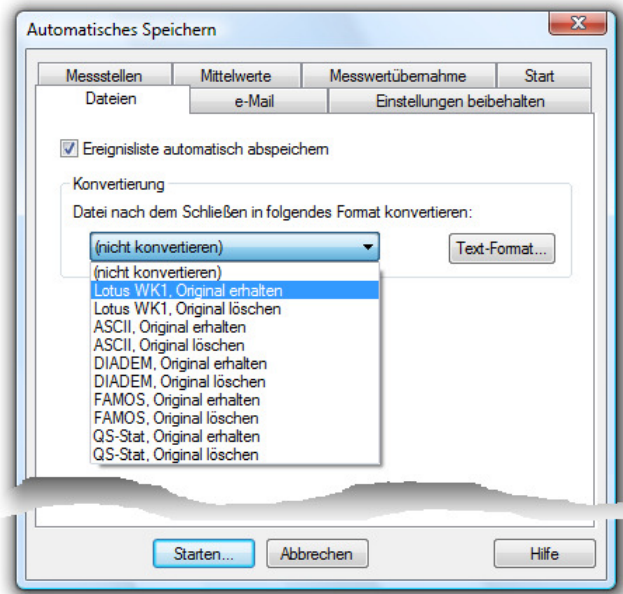 Automatisches Speichern
Messstellen Mittelwerte Messwertübernahme Start
Dateien e-Mail Einstellungen beibehalten
Ereignisliste automatisch abspeichern
Konvertierung
Datei nach dem Schließen in folgendes Format konvertieren:
(nicht konvertieren) Text-Format...
(nicht konvertieren)
Lotus WK1, Original erhalten
Lotus WK1, Original löschen
ASCII, Original erhalten
ASCII, Original löschen
DIADEM, Original erhalten
DIADEM, Original löschen
FAMOS, Original erhalten
FAMOS, Original löschen
QS-Stat, Original erhalten
QS-Stat, Original löschen
Starten... Abbrechen Hilfe